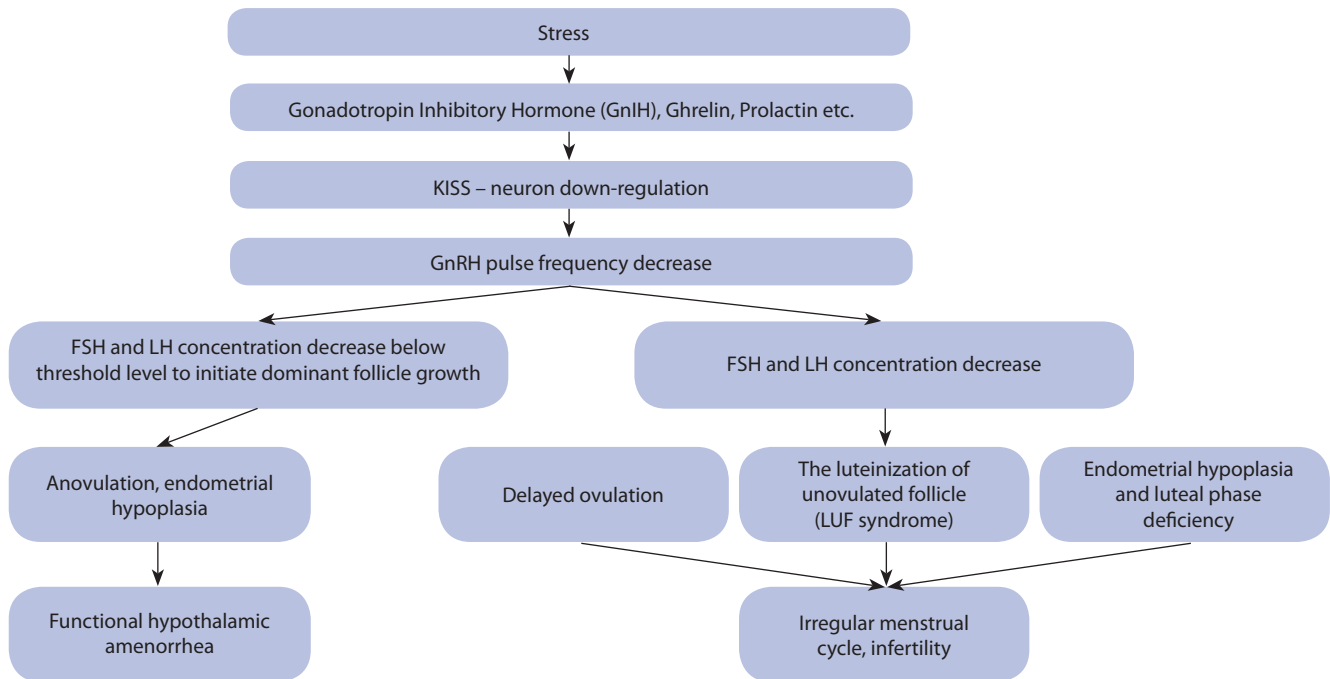 Stress
Gonadotropin Inhibitory Hormone (GnIH), Ghrelin, Prolactin etc.
KISS – neuron down-regulation
GnRH pulse frequency decrease
FSH and LH concentration decrease below
threshold level to initiate dominant follicle growth
FSH and LH concentration decrease
Anovulation, endometrial
hypoplasia
Delayed ovulation
The luteinization of
unovulated follicle
(LUF syndrome)
Endometrial hypoplasia
and luteal phase
deficiency
Functional hypothalamic
amenorrhea
Irregular menstrual
cycle, infertility